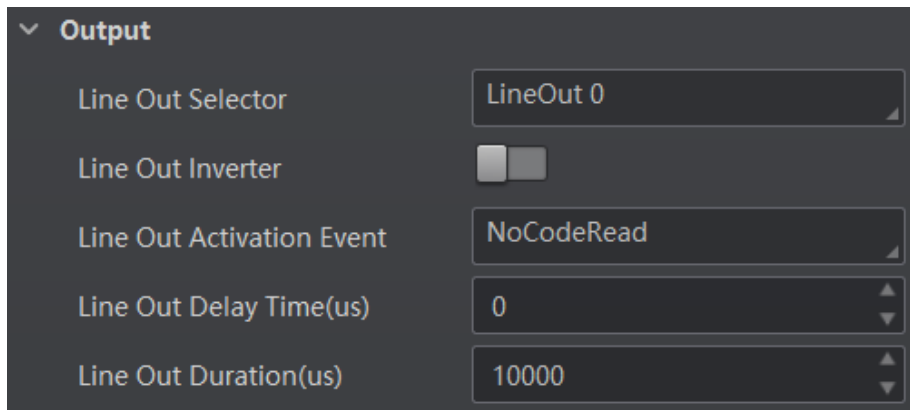 Output
Line Out Selector LineOut 0
Line Out Inverter
Line Out Activation Event NoCodeRead
Line Out Delay Time(us) 0
Line Out Duration(us) 10000